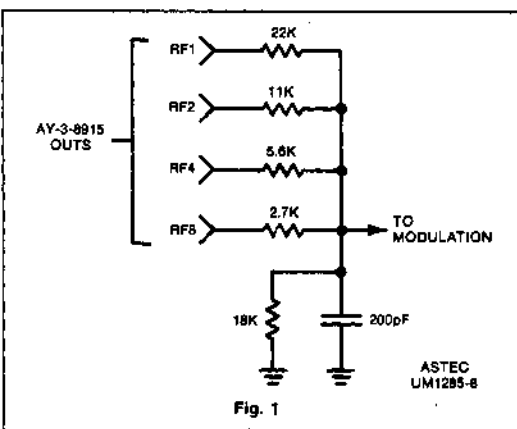 22K
RF1
11K
RF2
AY-3-8915
OUTS
5.6K
RF4
2.7K
RF8
TO
MODULATION
18K
200pF
ASTEC
UM1285-8
Fig. 1